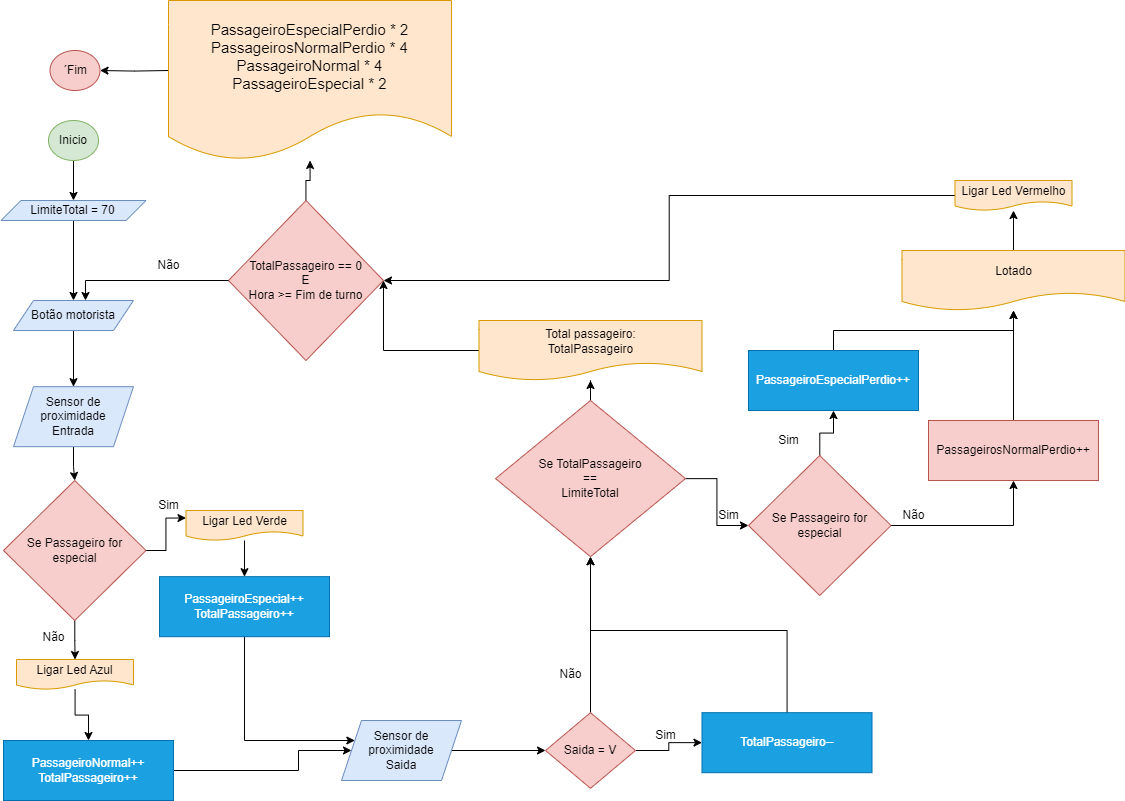 PassageiroEspecialPerdio * 2
PassageirosNormalPerdio * 4
PassageiroNormal * 4
PassageiroEspecial * 2
´Fim
Inicio
LimiteTotal = 70
Ligar Led Vermelho
Não
TotalPassageiro == 0
E
Hora >= Fim de turno
Lotado
Botão motorista
Total passageiro:
TotalPassageiro
PassageiroEspecialPerdio++
Sensor de
proximidade
Entrada
Sim
PassageirosNormalPerdio++
Se TotalPassageiro
==
LimiteTotal
Sim
Se Passageiro for
especial
Não
Sim
Ligar Led Verde
Se Passageiro for
especial
PassageiroEspecial++
TotalPassageiro++
Não
Ligar Led Azul
Não
Sensor de
proximidade
Saida
Saida = V
Sim
TotalPassageiro--
PassageiroNormal++
TotalPassageiro++